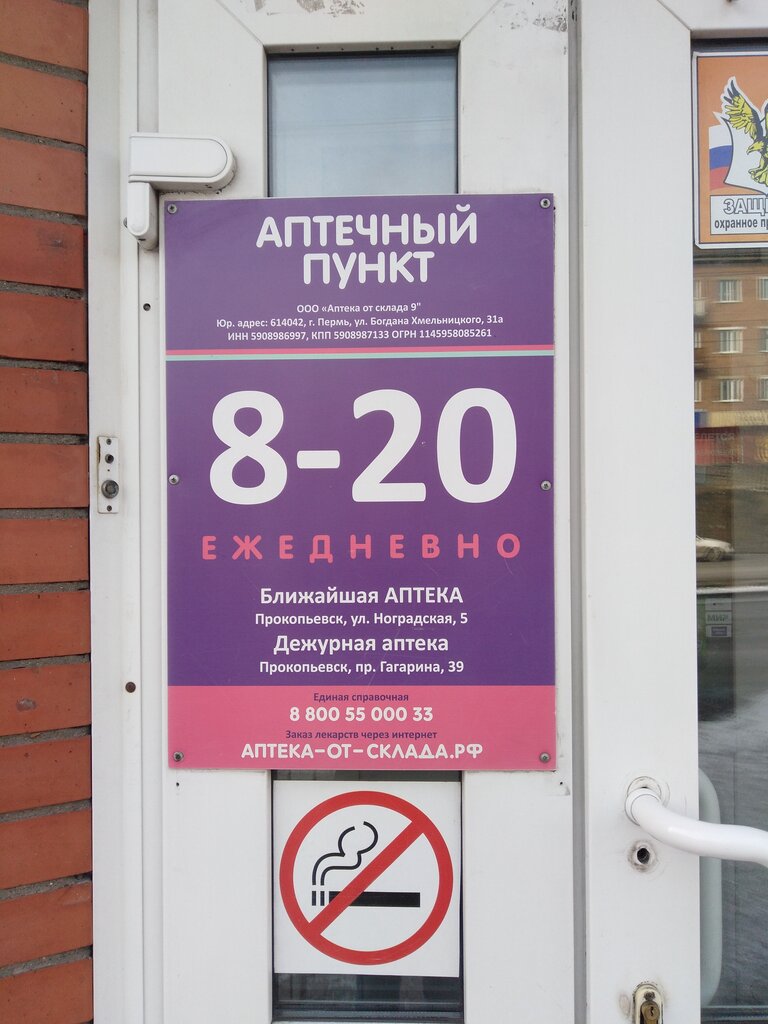 АПТЕЧНЫЙ
ПУНКТ
ООО «Аптека от склада 9"
Юр. адрес: 614042, г. Пермь, ул. Богдана Хмельницкого, 31а
ИНН 5908986997, КПП 5908987133 ОГРН 1145958085261
8-20
ЕЖЕДНЕВНО
Ближайшая АПТЕКА
Прокопьевск, ул. Ноградская, 5
Дежурная аптека
Прокопьевск, пр. Гагарина, 39
Единая справочная
8 800 55 000 33
Заказ лекарств через интернет
АПТЕКА-ОТ-СКЛАДА.РФ
охранное
МИР